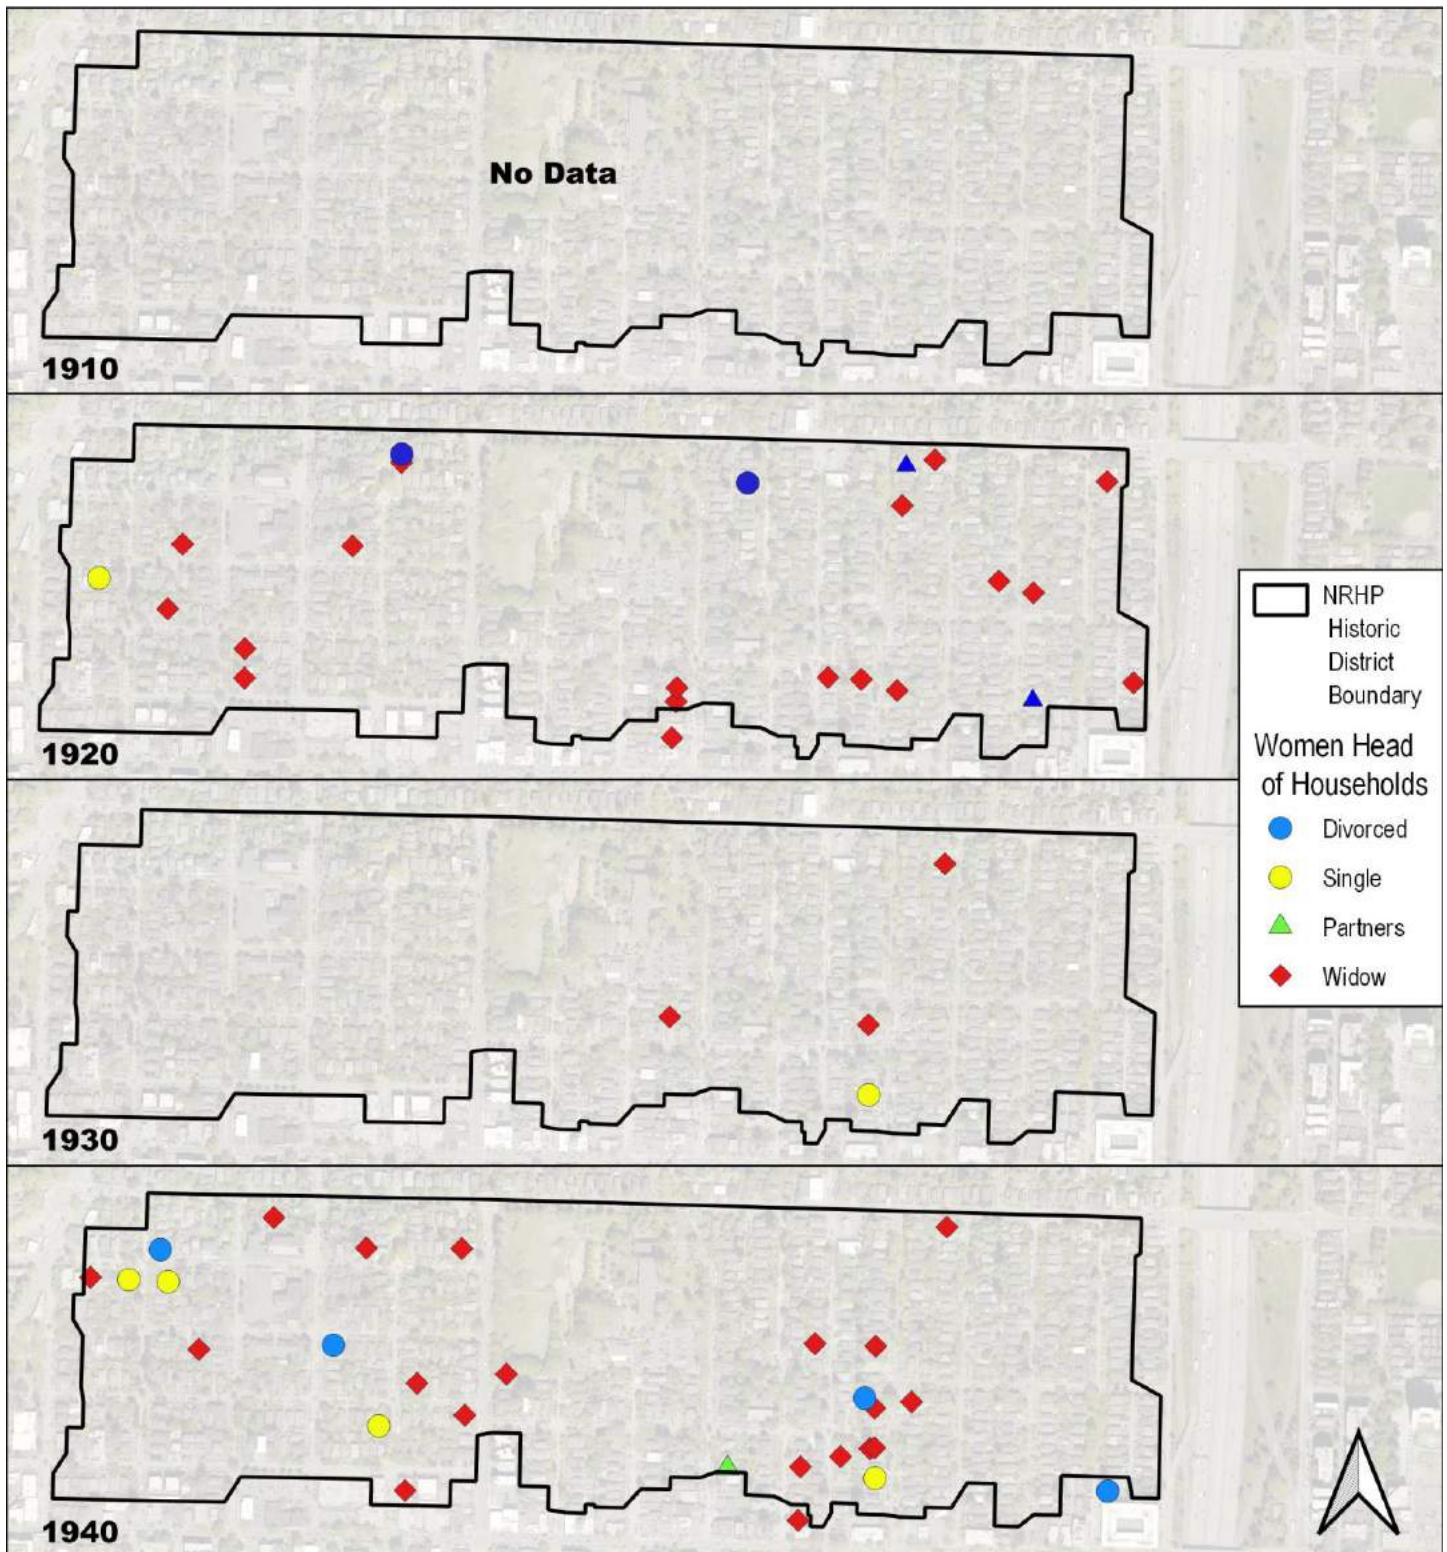 No Data
1910
1920
NRHP
Historic
District
Boundary
Women Head
of Households
Divorced
Single
Partners
Widow
1930
1940